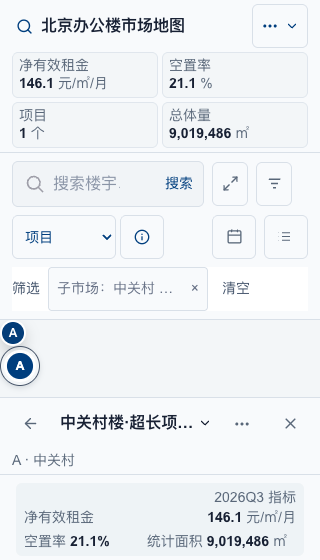 北京办公楼市场地图
净有效租金
146.1 元/㎡/月
空置率
21.1 %
项目
1 个
总体量
9,019,486 ㎡
搜索楼宇. 搜索
项目
筛选 子市场: 中关村 ... × 清空
A
A
中关村楼·超长项...
A · 中关村
2026Q3 指标
净有效租金 146.1 元/㎡/月
空置率 21.1% 统计面积 9,019,486 ㎡